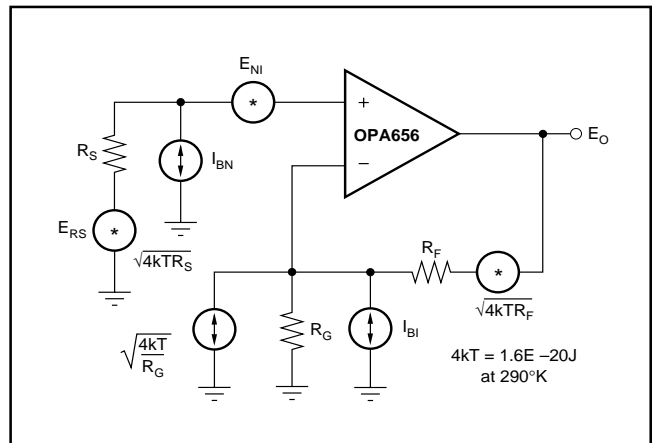 E_NI
*
+
OPA656
−
E_O
R_S
I_BN
E_RS
*
√4kTR_S
R_F
*
√4kTR_F
√4kT/R_G
R_G
I_BI
4kT = 1.6E –20J
at 290°K